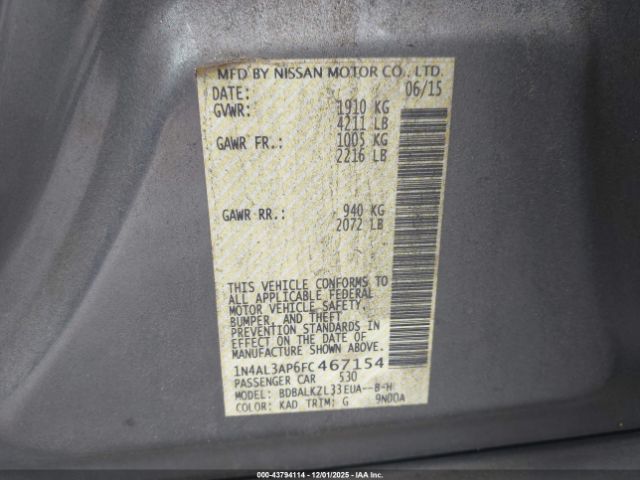 MFD BY NISSAN MOTOR CO., LTD.
DATE: 06/15
GVWR: 1910 KG
4211 LB
GAWR FR.: 1005 KG
2216 LB
GAWR RR.: 940 KG
2072 LB
THIS VEHICLE CONFORMS TO
ALL APPLICABLE FEDERAL
MOTOR VEHICLE SAFETY,
BUMPER, AND THEFT
PREVENTION STANDARDS IN
EFFECT ON THE DATE OF
MANUFACTURE SHOWN ABOVE.
1N4AL3AP6FC467154
PASSENGER CAR 530
MODEL: BDBALKZL33EUA--B-H
COLOR: KAD TRIM: G 9N00A
000-43794114 - 12/01/2025 - iaai.com